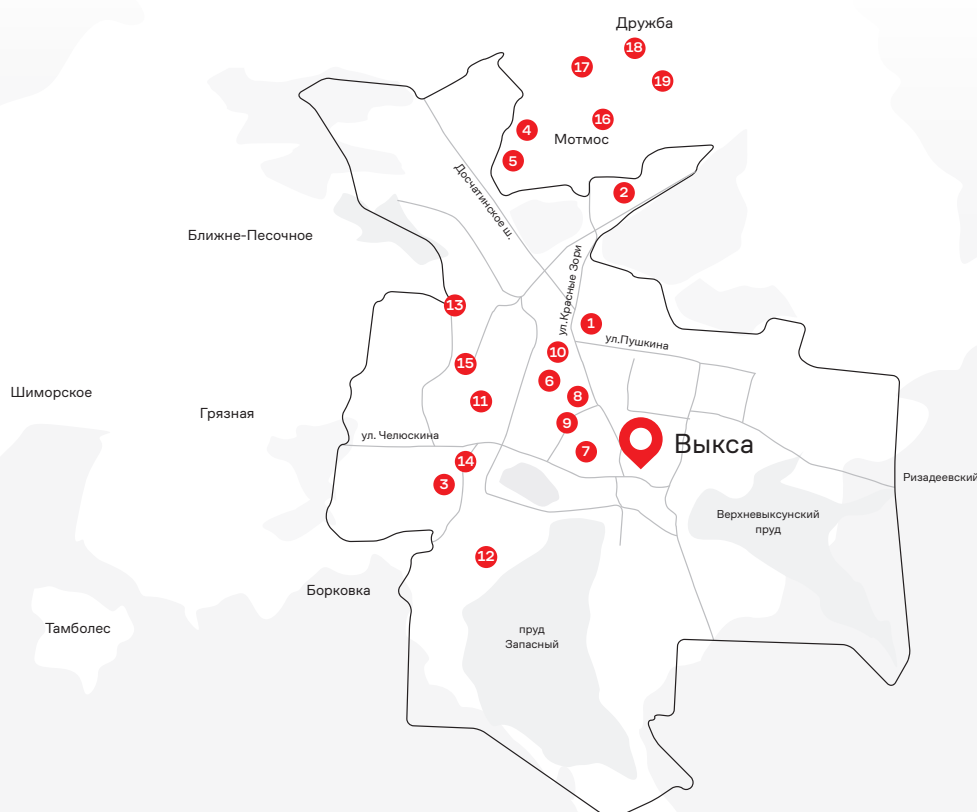 Дружба
18
17
19
16
4
Мотмос
5
2
Досчатинское ш.
Ближне-Песочное
ул.Красные Зори
13
1
ул.Пушкина
10
15
6
Шиморское
8
11
Грязная
9
ул. Челюскина
Выкса
7
14
Ризадеевский
3
Верхневыксунский
пруд
12
Борковка
Тамболес
пруд
Запасный